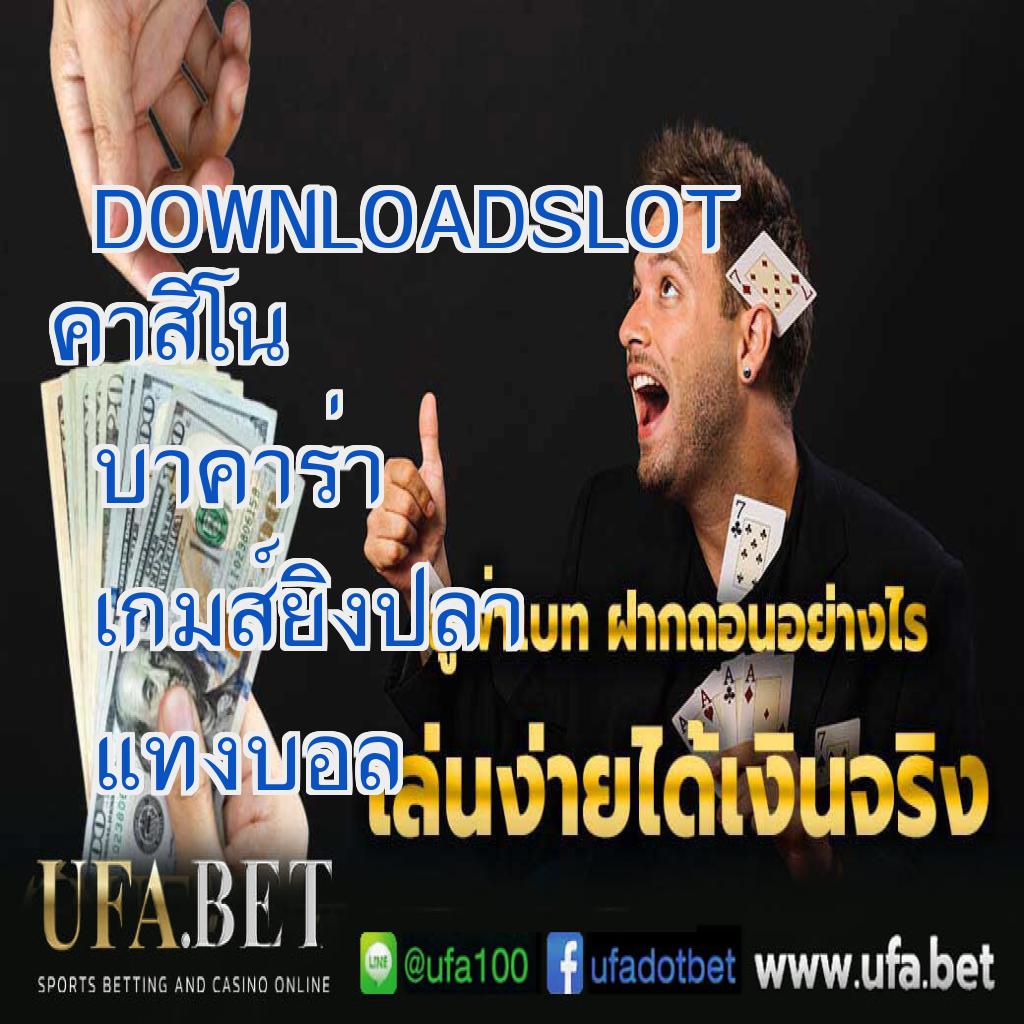 DOWNLOADSLOT
คาสิโน
บาคาร่า
เกมส์ยิงปลา
ฝากถอนอย่างไร
แทงบอล
เล่นง่ายได้เงินจริง
UFA.BET
SPORTS BETTING AND CASINO ONLINE
LINE @ufa100 f ufadotbet www.ufa.bet